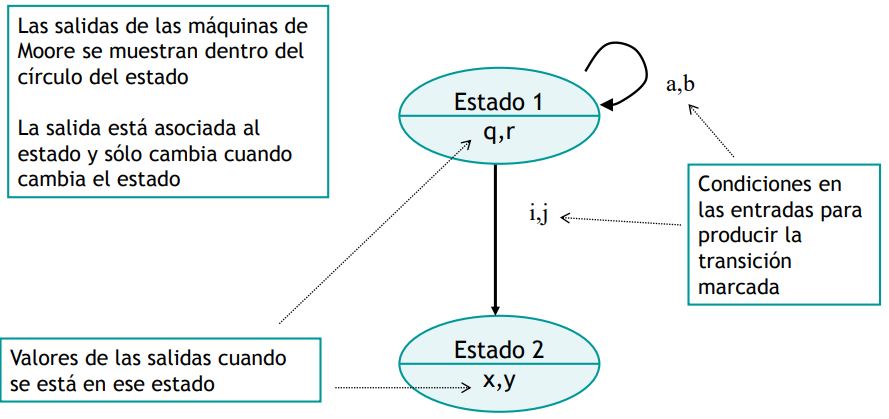 Las salidas de las máquinas de
Moore se muestran dentro del
círculo del estado
La salida está asociada al
estado y sólo cambia cuando
cambia el estado
Estado 1
q,r
a,b
Condiciones en
las entradas para
producir la
transición
marcada
i,j
Valores de las salidas cuando
se está en ese estado
Estado 2
x,y